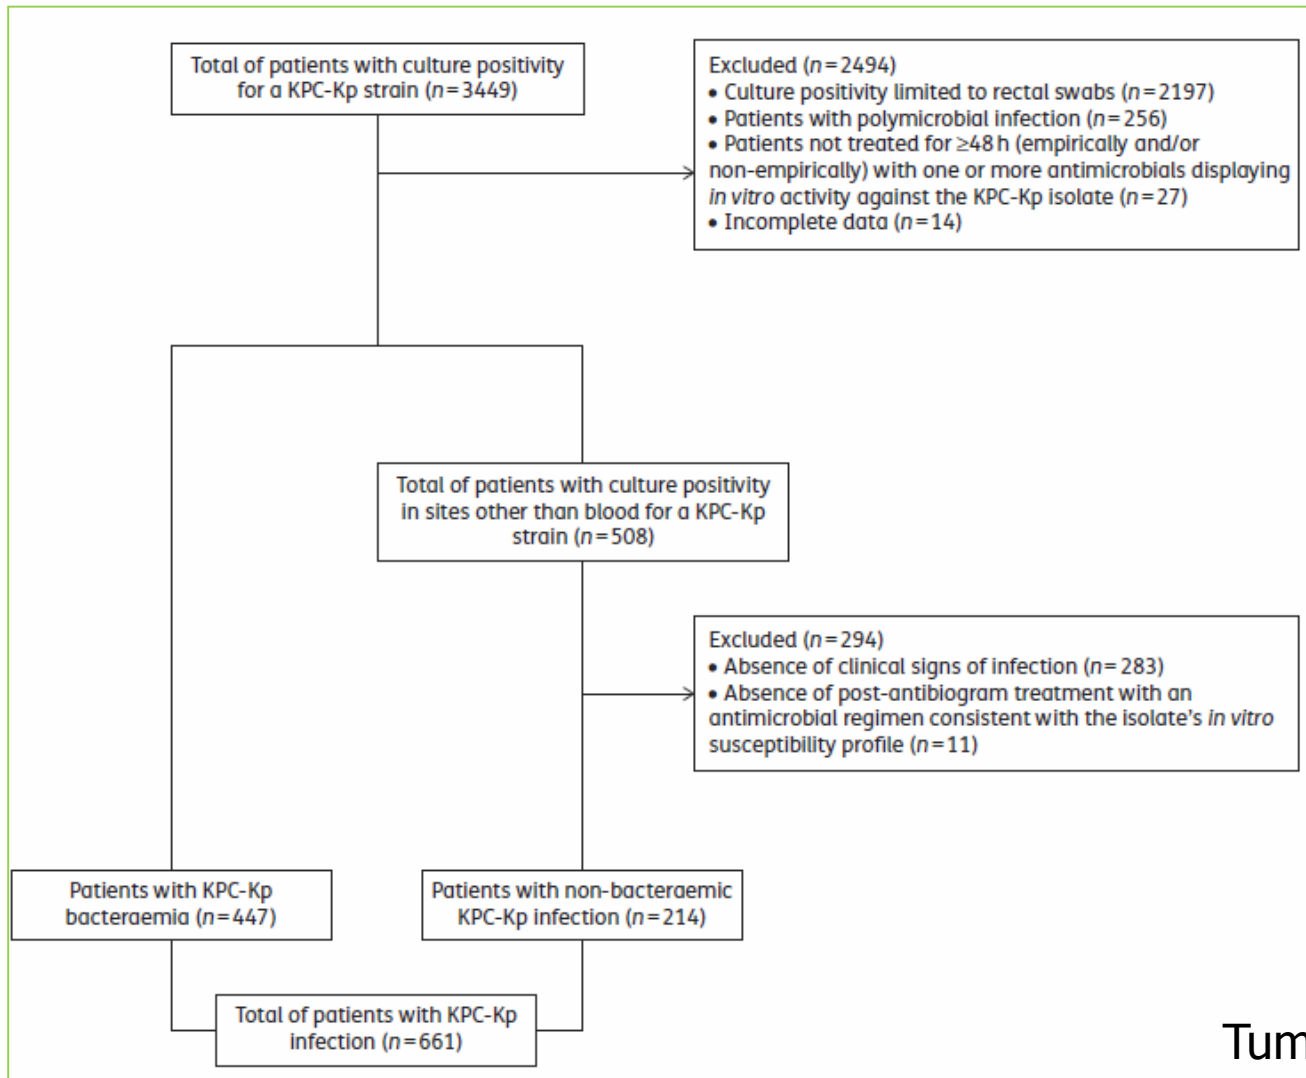 Total of patients with culture positivity
for a KPC-Kp strain (n=3449)
Excluded (n=2494)
• Culture positivity limited to rectal swabs (n=2197)
• Patients with polymicrobial infection (n=256)
• Patients not treated for ≥48 h (empirically and/or
non-empirically) with one or more antimicrobials displaying
in vitro activity against the KPC-Kp isolate (n=27)
• Incomplete data (n=14)
Total of patients with culture positivity
in sites other than blood for a KPC-Kp
strain (n=508)
Excluded (n=294)
• Absence of clinical signs of infection (n=283)
• Absence of post-antibiogram treatment with an
antimicrobial regimen consistent with the isolate's in vitro
susceptibility profile (n=11)
Patients with KPC-Kp
bacteraemia (n=447)
Patients with non-bacteraemic
KPC-Kp infection (n=214)
Total of patients with KPC-Kp
infection (n=661)
Tum